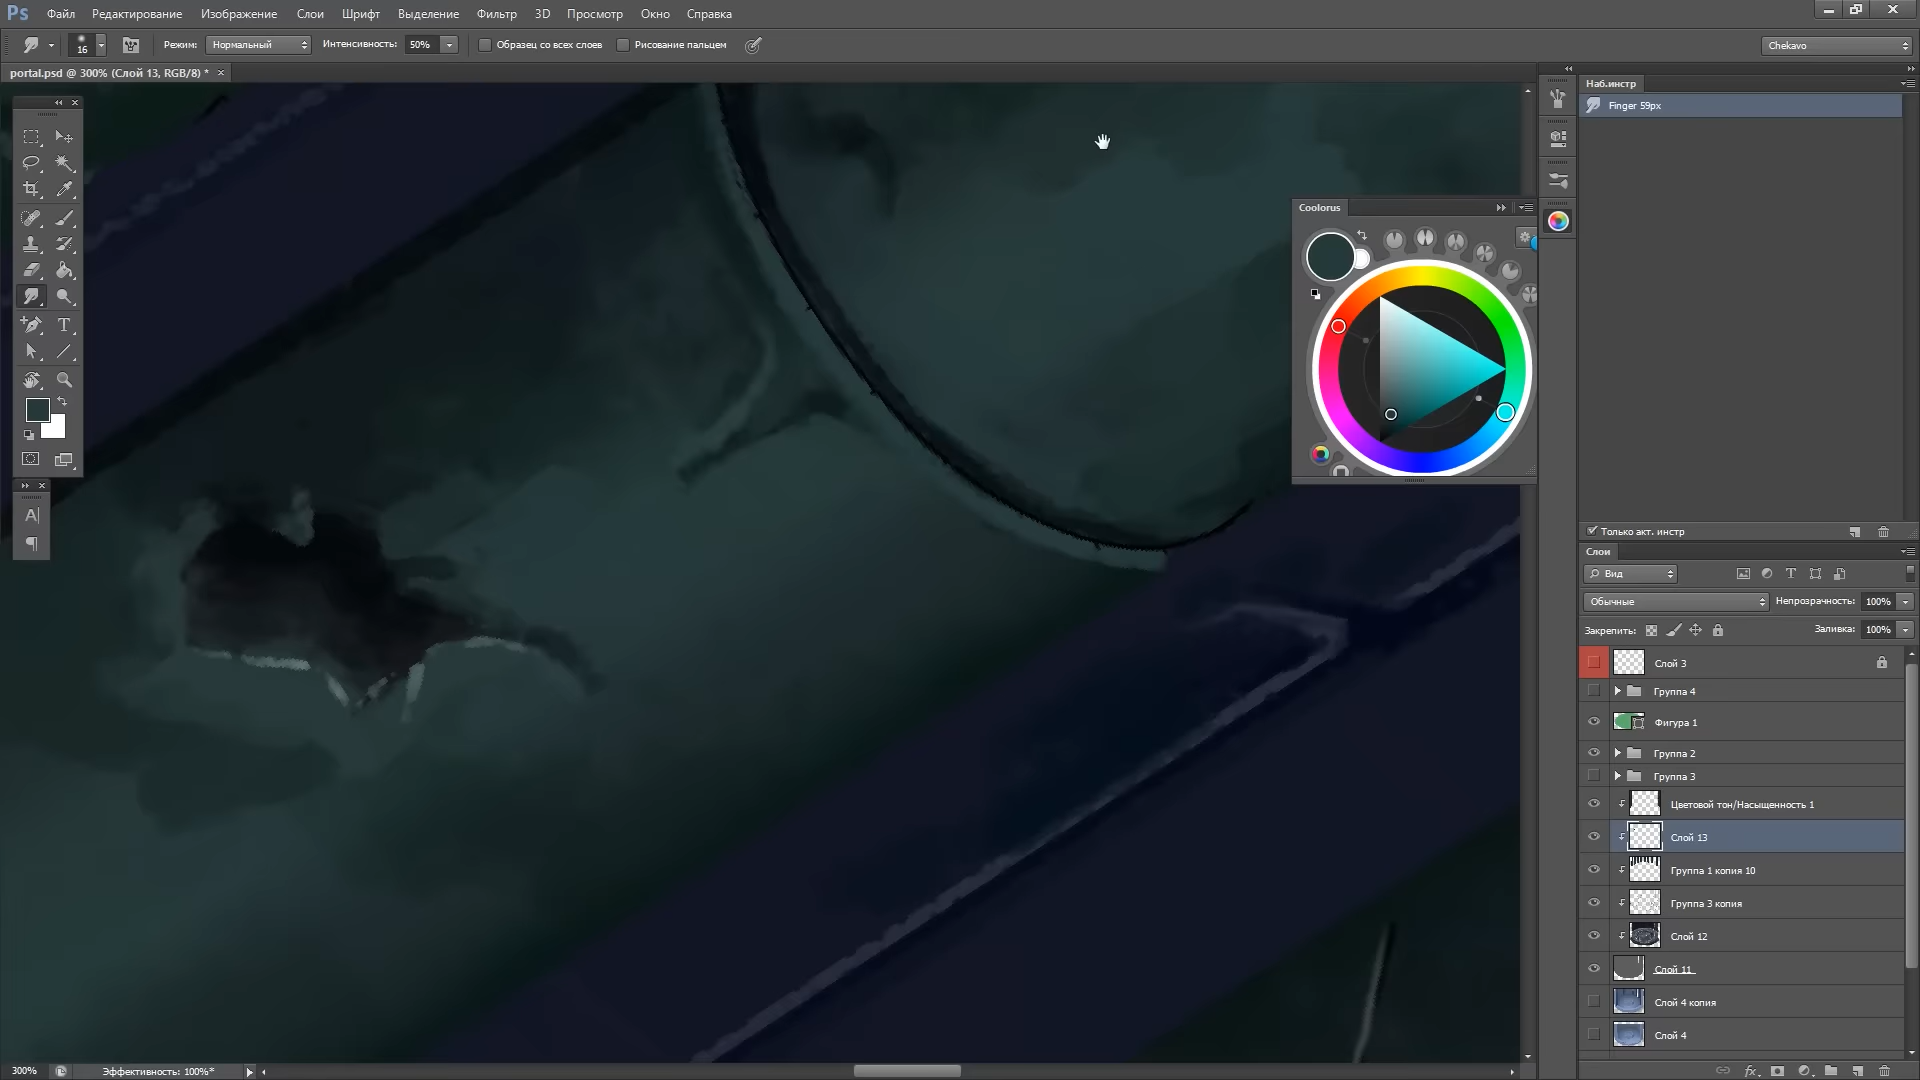 Ps Файл Редактирование Изображение Слои Шрифт Выделение Фильтр 3D Просмотр Окно Справка
16 Режим: Нормальный Интенсивность: 50% Образец со всех слоев Рисование пальцем Chekavo
portal.psd @ 300% (Слой 13, RGB/8) *
Наб.инстр
Finger 59px
Coolorus
Только акт. инстр
Слои
Вид
Обычные Непрозрачность: 100%
Закрепить: Заливка: 100%
Слой 3
Группа 4
Фигура 1
Группа 2
Группа 3
Цветовой тон/Насыщенность 1
Слой 13
Группа 1 копия 10
Группа 3 копия
Слой 12
Слой 11
Слой 4 копия
Слой 4
300% Эффективность: 100%*